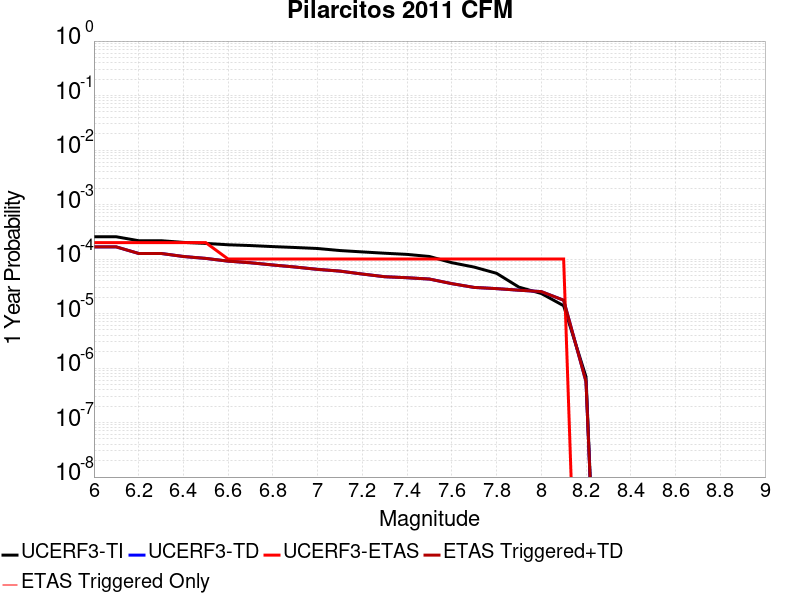 Pilarcitos 2011 CFM
10^0
10^-1
10^-2
10^-3
10^-4
10^-5
10^-6
10^-7
10^-8
1 Year Probability
6 6.2 6.4 6.6 6.8 7 7.2 7.4 7.6 7.8 8 8.2 8.4 8.6 8.8 9
Magnitude
UCERF3-TI UCERF3-TD UCERF3-ETAS ETAS Triggered+TD
ETAS Triggered Only